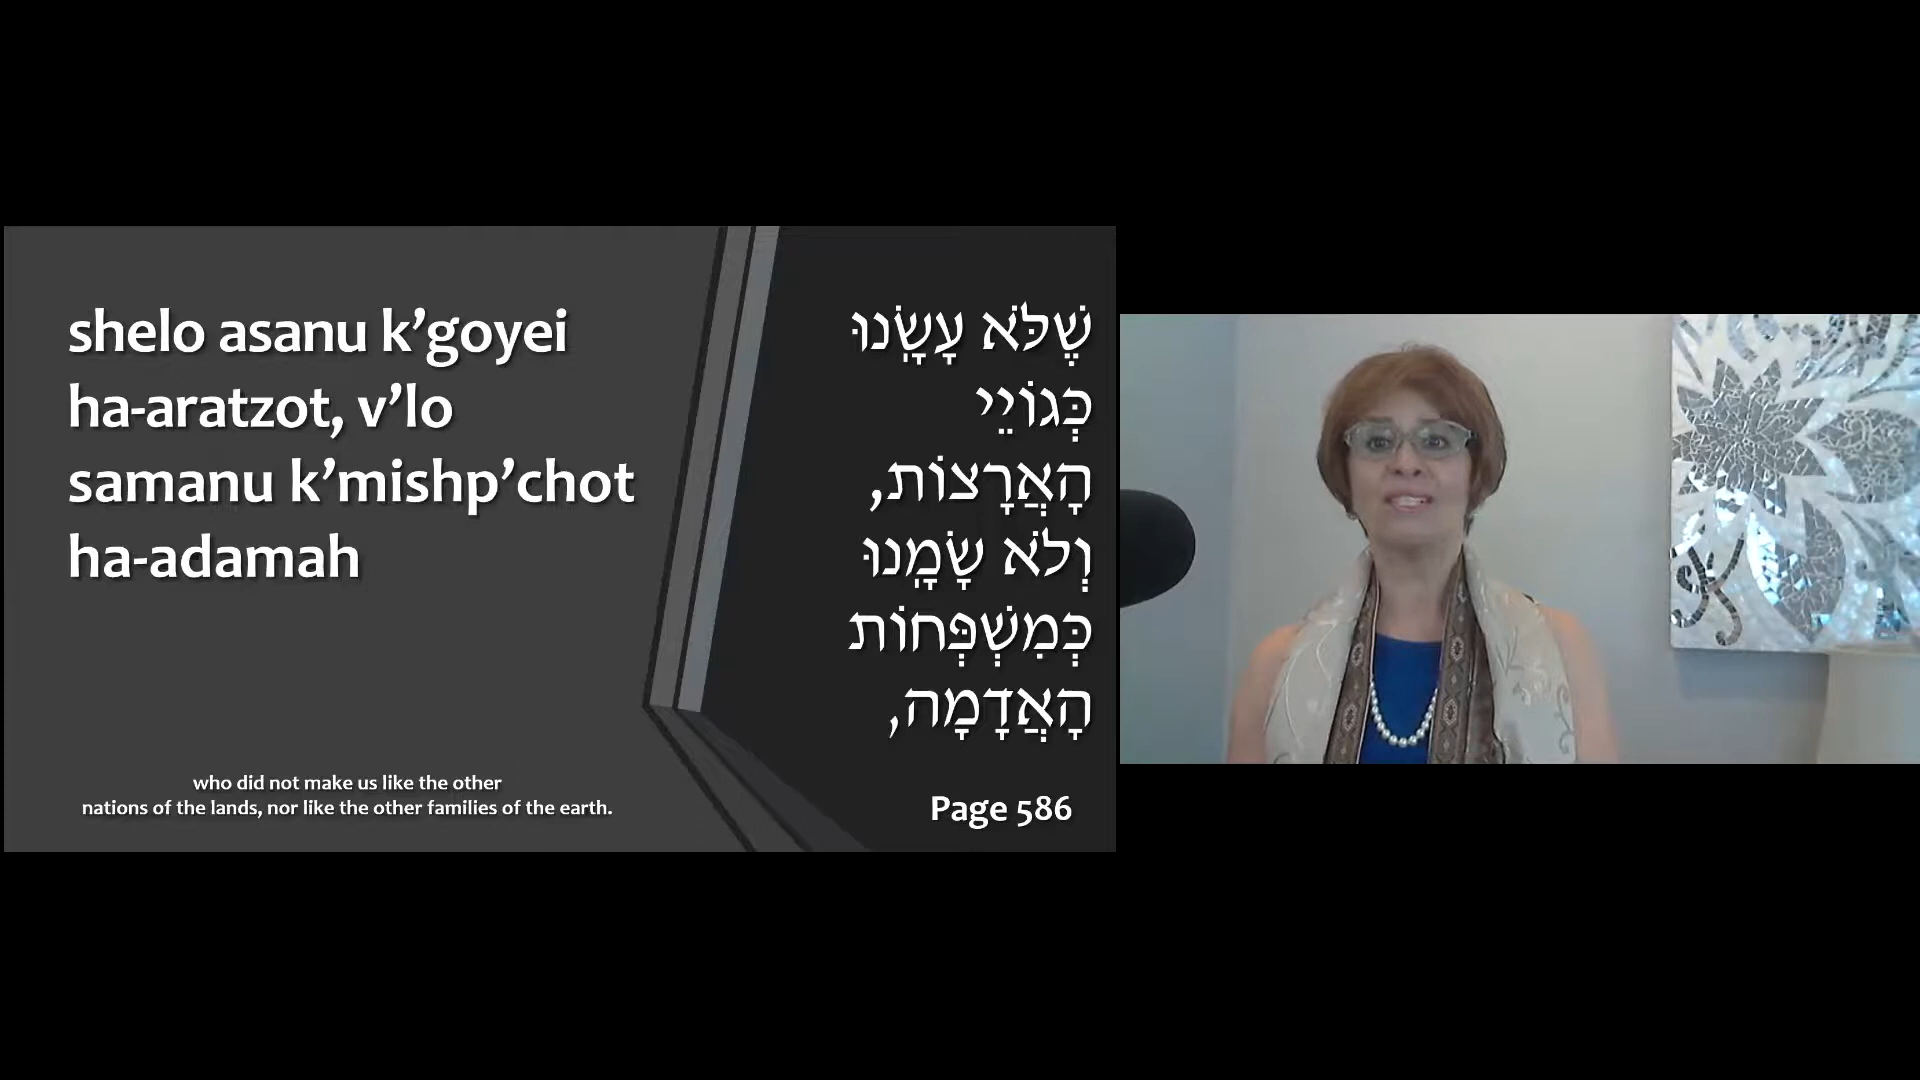 shelo asanu k’goyei
ha-aratzot, v’lo
samanu k’mishp’chot
ha-adamah
who did not make us like the other
nations of the lands, nor like the other families of the earth.
שֶׁלֹּא עָשָֽׂנוּ
כְּגוֹיֵי
הָאֲרָצוֹת,
וְלֹא שָׂמָֽנוּ
כְּמִשְׁפְּחוֹת
הָאֲדָמָה,
Page 586